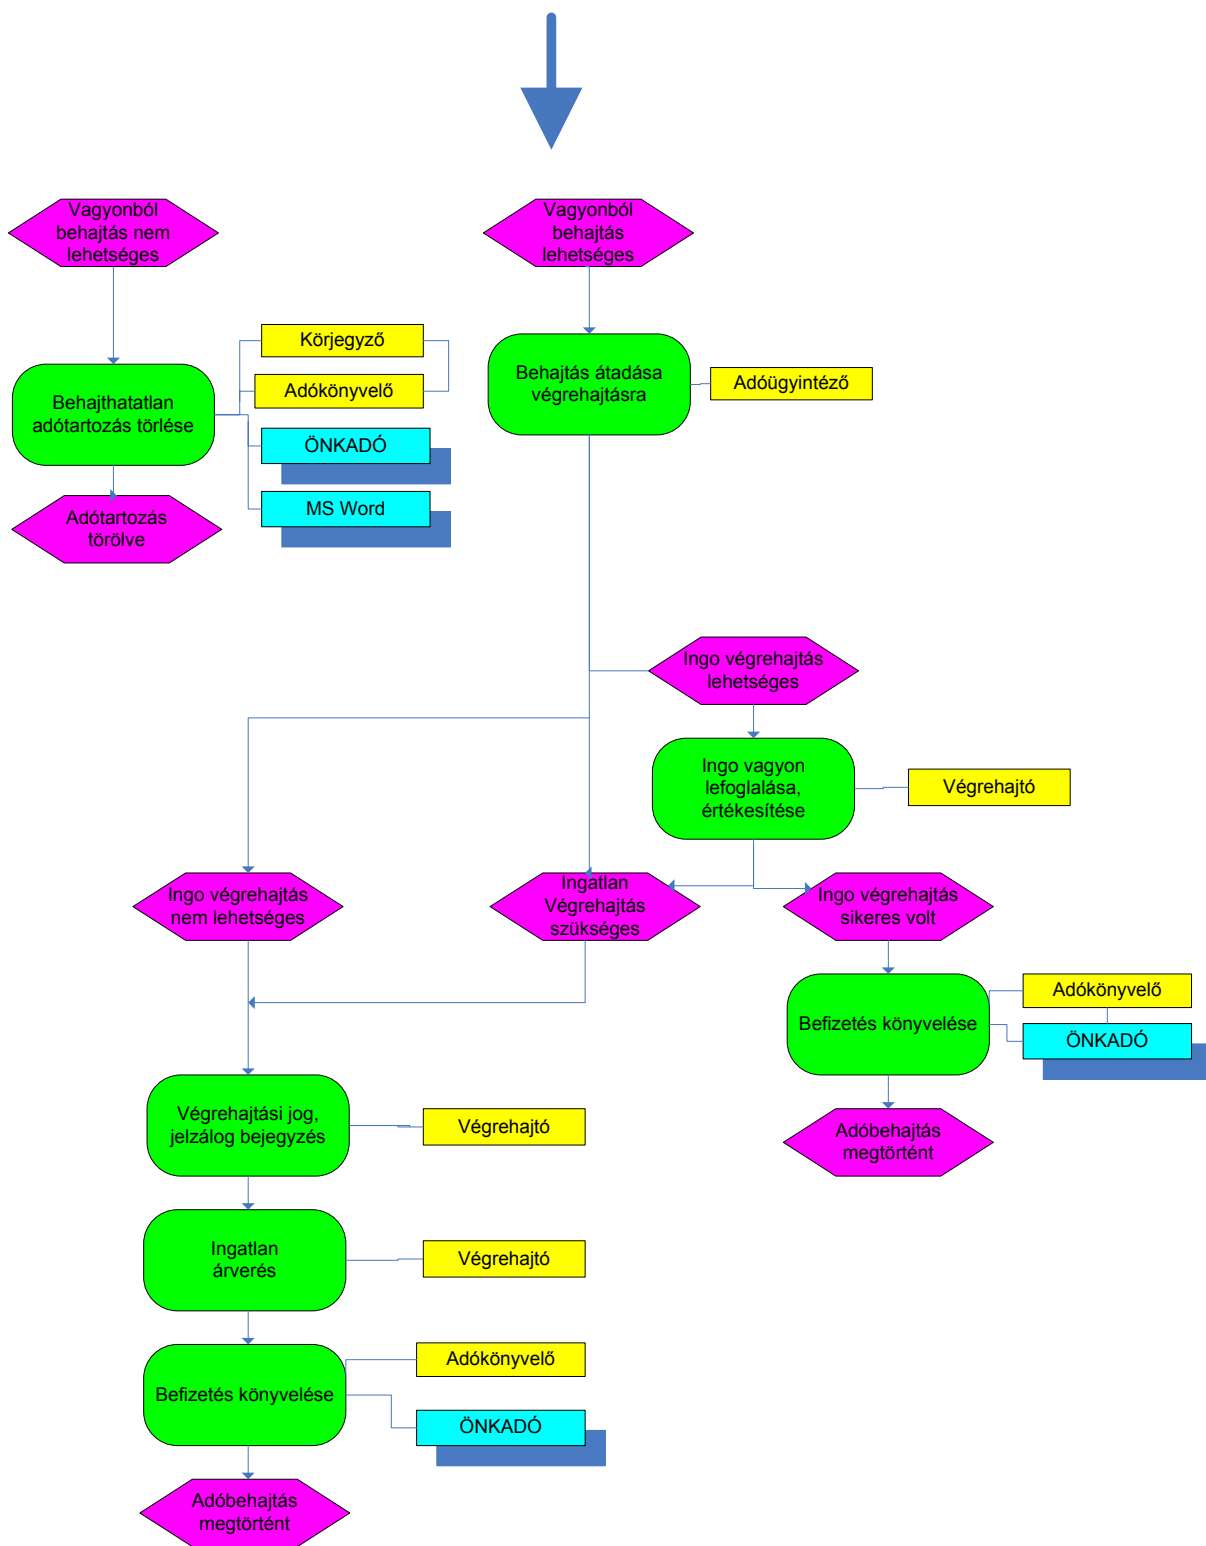 Vagyonból
behajtás nem
lehetséges
Vagyonból
behajtás
lehetséges
Körjegyző
Adókönyvelő
ÖNKADÓ
MS Word
Behajthatatlan
adótartozás törlése
Behajtás átadása
végrehajtásra
Adóügyintéző
Adótartozás
törölve
Ingo végrehajtás
lehetséges
Ingo vagyon
lefoglalása,
értékesítése
Végrehajtó
Ingo végrehajtás
nem lehetséges
Ingatlan
Végrehajtás
szükséges
Ingo végrehajtás
sikeres volt
Befizetés könyvelése
Adókönyvelő
ÖNKADÓ
Végrehajtási jog,
jelzálog bejegyzés
Végrehajtó
Adóbehajtás
megtörtént
Ingatlan
árverés
Végrehajtó
Befizetés könyvelése
Adókönyvelő
ÖNKADÓ
Adóbehajtás
megtörtént